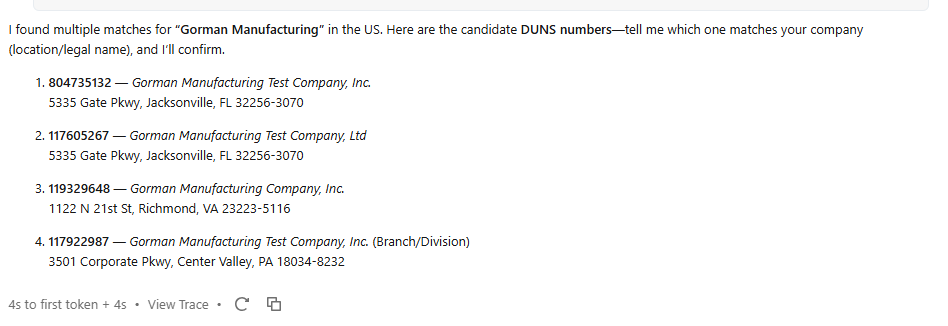 I found multiple matches for “Gorman Manufacturing” in the US. Here are the candidate DUNS numbers—tell me which one matches your company
(location/legal name), and I’ll confirm.
1. 804735132 — Gorman Manufacturing Test Company, Inc.
5335 Gate Pkwy, Jacksonville, FL 32256-3070
2. 117605267 — Gorman Manufacturing Test Company, Ltd
5335 Gate Pkwy, Jacksonville, FL 32256-3070
3. 119329648 — Gorman Manufacturing Company, Inc.
1122 N 21st St, Richmond, VA 23223-5116
4. 117922987 — Gorman Manufacturing Test Company, Inc. (Branch/Division)
3501 Corporate Pkwy, Center Valley, PA 18034-8232
4s to first token + 4s • View Trace •